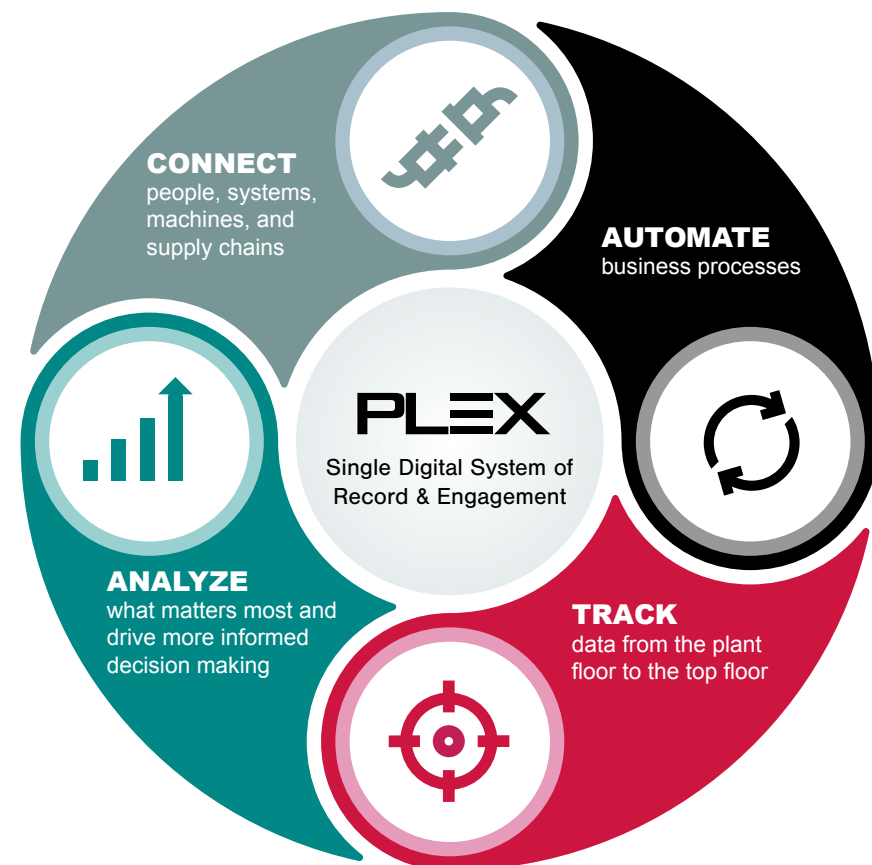 CONNECT
people, systems,
machines, and
supply chains
AUTOMATE
business processes
PLEX
Single Digital System of
Record & Engagement
ANALYZE
what matters most and
drive more informed
decision making
TRACK
data from the plant
floor to the top floor